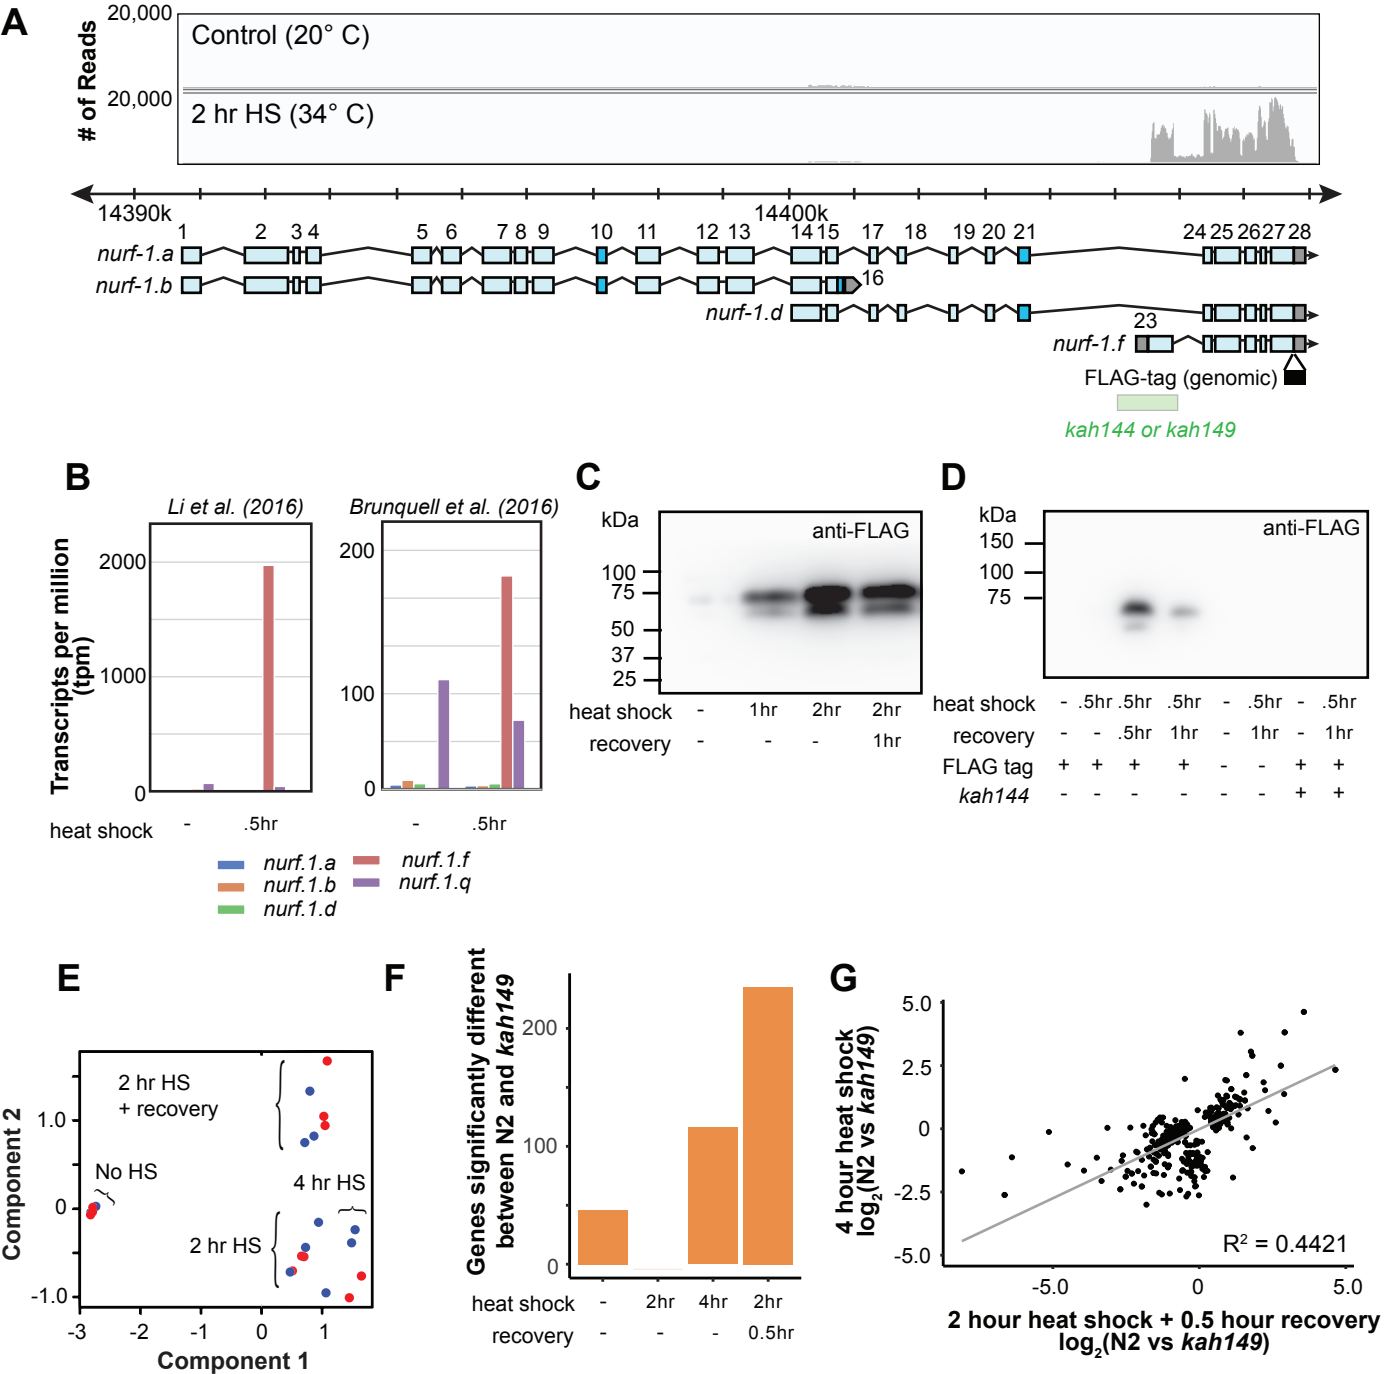 A
# of Reads
20,000
Control (20° C)
20,000
2 hr HS (34° C)
14390k
14400k
1 2 3 4 5 6 7 8 9 10 11 12 13 14 15 17 18 19 20 21 24 25 26 27 28
nurf-1.a
nurf-1.b
16
nurf-1.d
23
nurf-1.f
FLAG-tag (genomic)
kah144 or kah149
B
Li et al. (2016)
Brunquell et al. (2016)
Transcripts per million
(tpm)
2000
1000
0
200
100
0
heat shock - .5hr - .5hr
nurf.1.a
nurf.1.b
nurf.1.d
nurf.1.f
nurf.1.q
C
kDa
anti-FLAG
100
75
50
37
25
heat shock - 1hr 2hr 2hr
recovery - - - 1hr
D
kDa
anti-FLAG
150
100
75
heat shock - .5hr .5hr .5hr - .5hr - .5hr
recovery - - .5hr 1hr - 1hr - 1hr
FLAG tag + + + + - - + +
kah144 - - - - - - + +
E
Component 2
1.0
0
-1.0
2 hr HS
+ recovery
No HS
4 hr HS
2 hr HS
-3 -2 -1 0 1
Component 1
F
Genes significantly different
between N2 and kah149
200
100
0
heat shock - 2hr 4hr 2hr
recovery - - - 0.5hr
G
4 hour heat shock
log2(N2 vs kah149)
5.0
2.5
0
-2.5
-5.0
R² = 0.4421
-5.0 0 5.0
2 hour heat shock + 0.5 hour recovery
log2(N2 vs kah149)